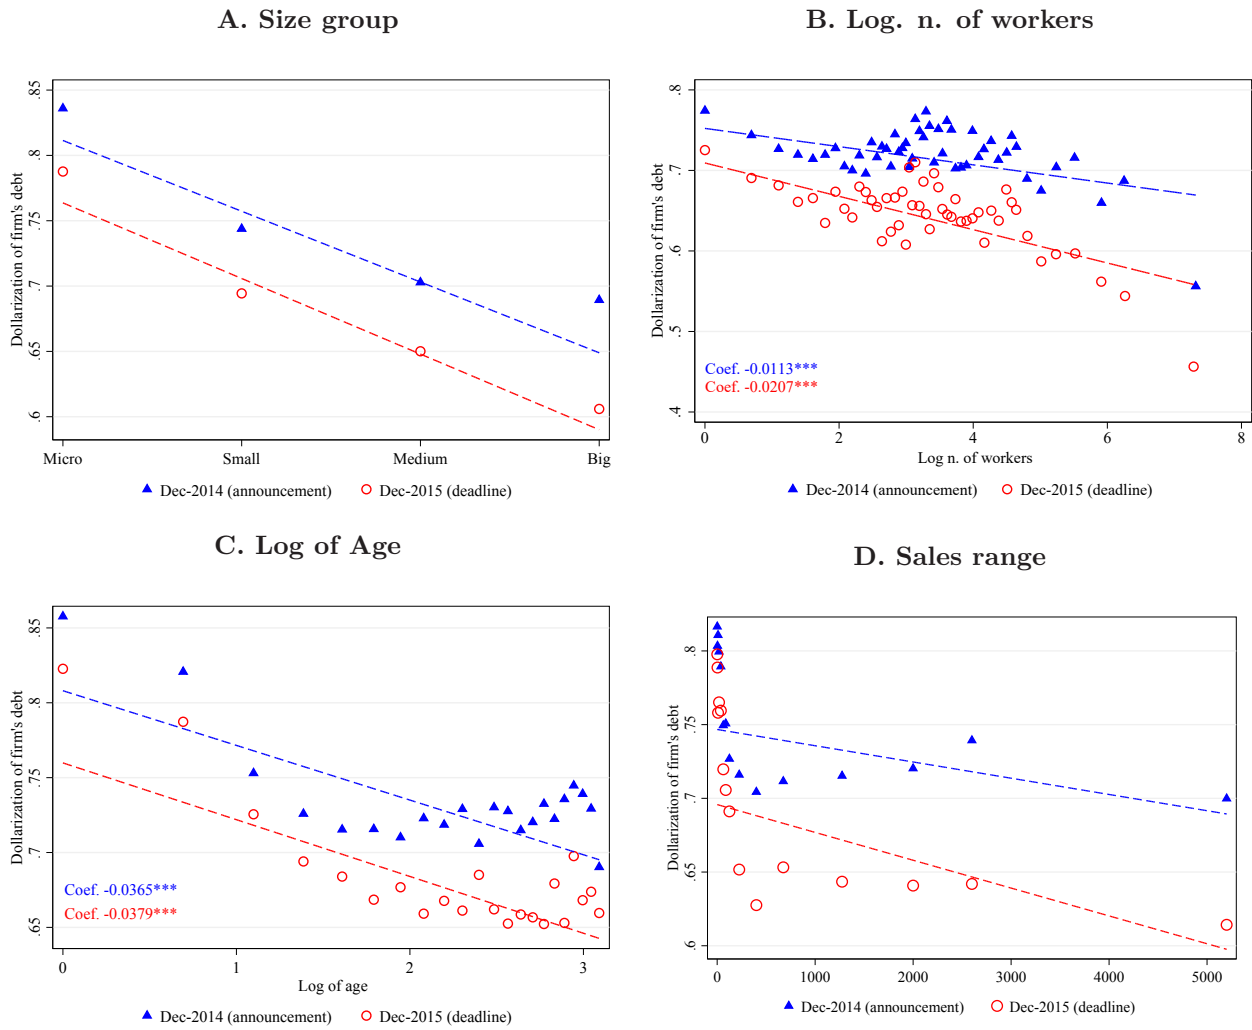 A. Size group
Dollarization of firm's debt
.85
.8
.75
.7
.65
.6
Micro
Small
Medium
Big
Dec-2014 (announcement)
Dec-2015 (deadline)
B. Log. n. of workers
Dollarization of firm's debt
.8
.7
.6
.5
.4
Coef. -0.0113***
Coef. -0.0207***
0
2
4
6
8
Log n. of workers
Dec-2014 (announcement)
Dec-2015 (deadline)
C. Log of Age
Dollarization of firm's debt
.85
.8
.75
.7
.65
Coef. -0.0365***
Coef. -0.0379***
0
1
2
3
Log of age
Dec-2014 (announcement)
Dec-2015 (deadline)
D. Sales range
Dollarization of firm's debt
.8
.75
.7
.65
.6
0
1000
2000
3000
4000
5000
Dec-2014 (announcement)
Dec-2015 (deadline)